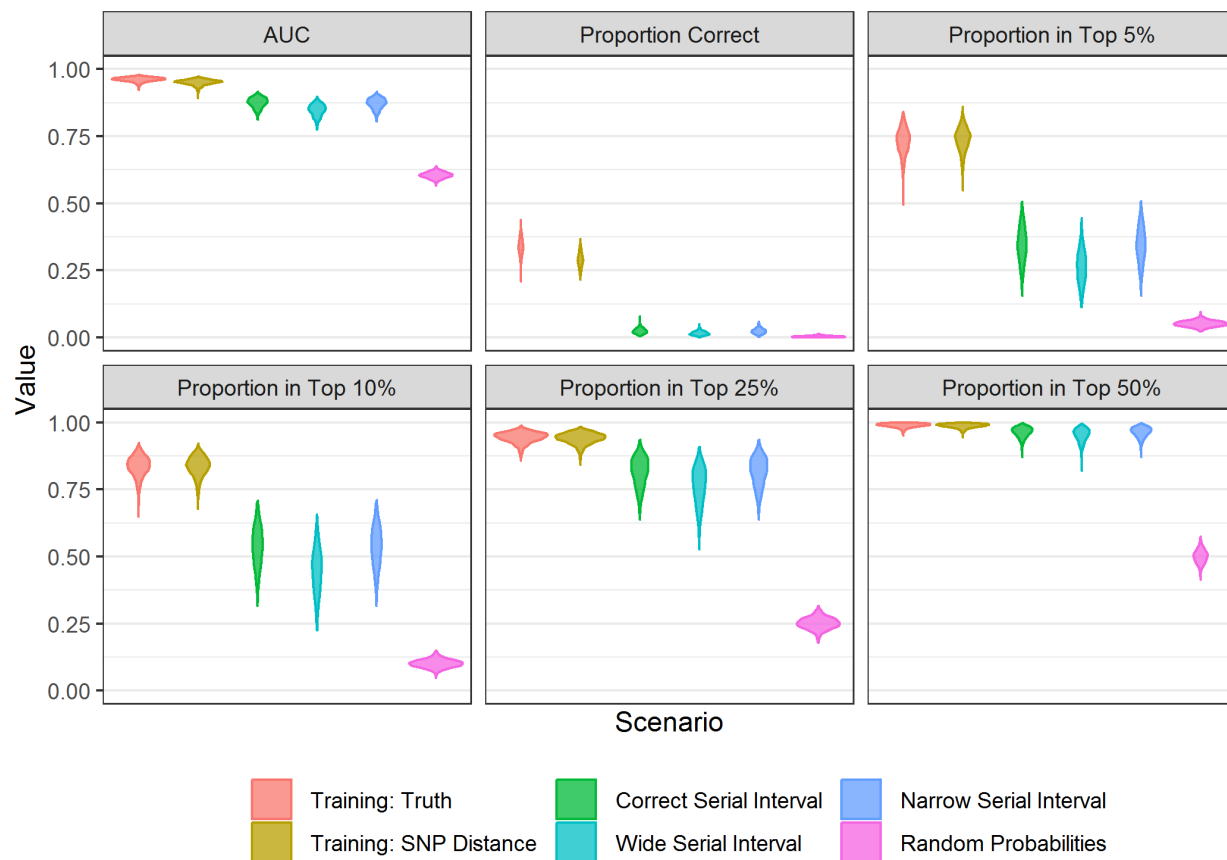 AUC
Proportion Correct
Proportion in Top 5%
1.00
0.75
0.50
0.25
0.00
Value
Proportion in Top 10%
Proportion in Top 25%
Proportion in Top 50%
1.00
0.75
0.50
0.25
0.00
Scenario
Training: Truth
Correct Serial Interval
Narrow Serial Interval
Training: SNP Distance
Wide Serial Interval
Random Probabilities